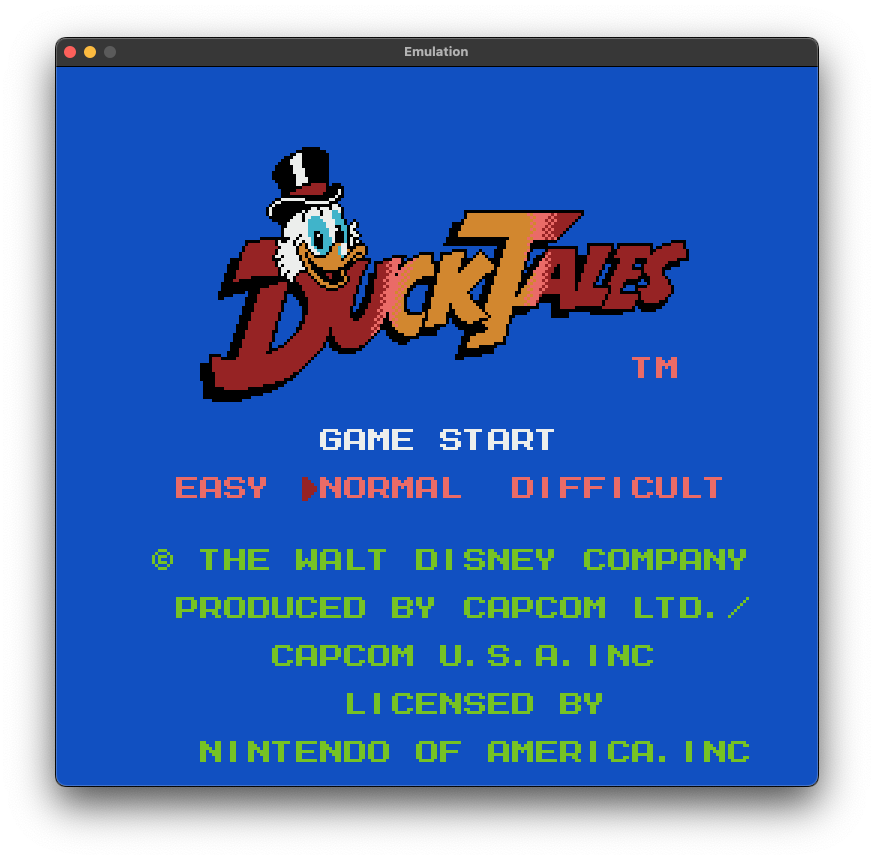 Emulation
DUCKTALES
TM
GAME START
EASY NORMAL DIFFICULT
© THE WALT DISNEY COMPANY
PRODUCED BY CAPCOM LTD./
CAPCOM U.S.A.INC
LICENSED BY
NINTENDO OF AMERICA.INC